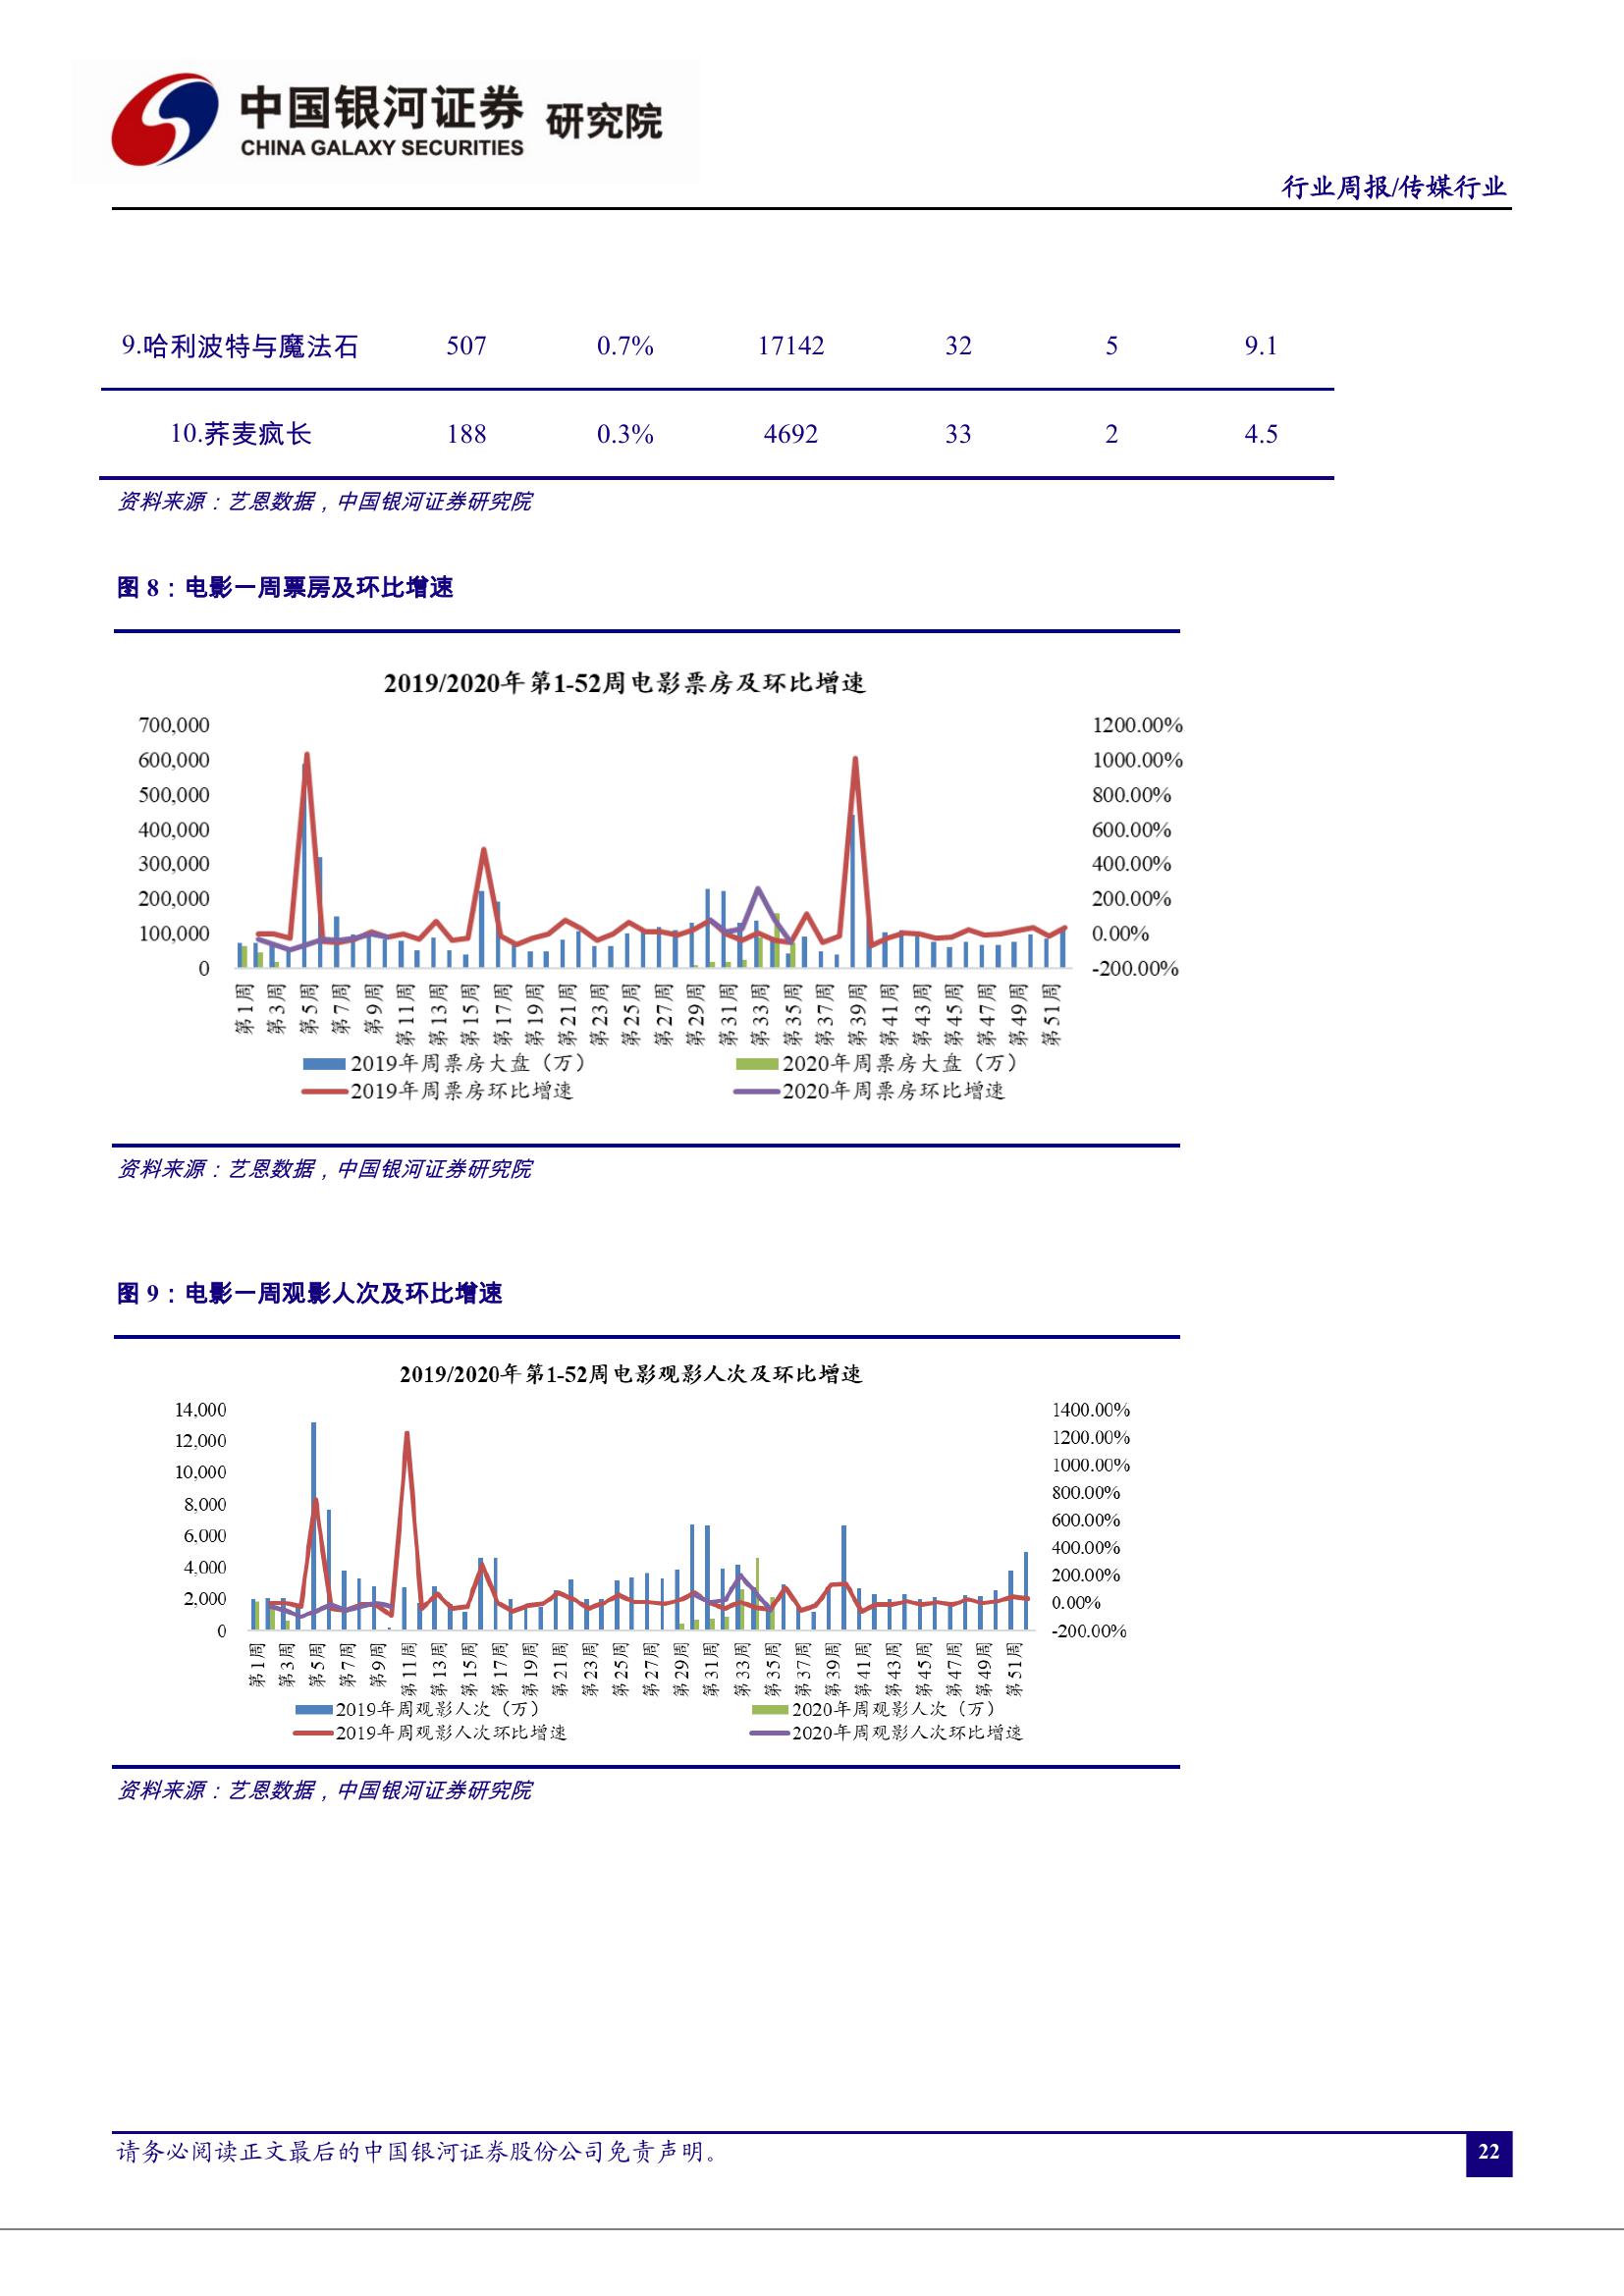 中国银河证券 研究院
CHINA GALAXY SECURITIES
行业周报/传媒行业
9.哈利波特与魔法石 507 0.7% 17142 32 5 9.1
10.荞麦疯长 188 0.3% 4692 33 2 4.5
资料来源：艺恩数据，中国银河证券研究院
图 8：电影一周票房及环比增速
2019/2020年第1-52周电影票房及环比增速
700,000 1200.00%
600,000 1000.00%
500,000 800.00%
400,000 600.00%
300,000 400.00%
200,000 200.00%
100,000 0.00%
0 -200.00%
第1周 第3周 第5周 第7周 第9周 第11周 第13周 第15周 第17周 第19周 第21周 第23周 第25周 第27周 第29周 第31周 第33周 第35周 第37周 第39周 第41周 第43周 第45周 第47周 第49周 第51周
2019年周票房大盘（万） 2020年周票房大盘（万）
2019年周票房环比增速 2020年周票房环比增速
资料来源：艺恩数据，中国银河证券研究院
图 9：电影一周观影人次及环比增速
2019/2020年第1-52周电影观影人次及环比增速
14,000 1400.00%
12,000 1200.00%
10,000 1000.00%
8,000 800.00%
6,000 600.00%
4,000 400.00%
2,000 200.00%
0 0.00%
-200.00%
第1周 第3周 第5周 第7周 第9周 第11周 第13周 第15周 第17周 第19周 第21周 第23周 第25周 第27周 第29周 第31周 第33周 第35周 第37周 第39周 第41周 第43周 第45周 第47周 第49周 第51周
2019年周观影人次（万） 2020年周观影人次（万）
2019年周观影人次环比增速 2020年周观影人次环比增速
资料来源：艺恩数据，中国银河证券研究院
请务必阅读正文最后的中国银河证券股份公司免责声明。 22